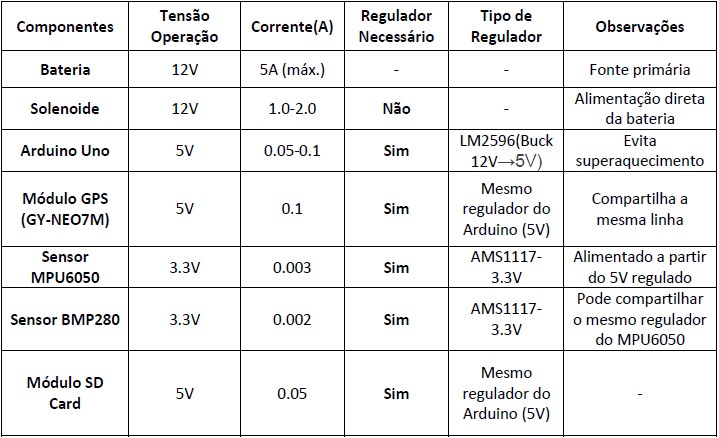 Componentes
Tensão
Operação
Corrente(A)
Regulador
Necessário
Tipo de
Regulador
Observações
Bateria
12V
5A (máx.)
-
-
Fonte primária
Solenoide
12V
1.0-2.0
Não
-
Alimentação direta
da bateria
Arduino Uno
5V
0.05-0.1
Sim
LM2596(Buck
12V→5V)
Evita
superaquecimento
Módulo GPS
(GY-NEO7M)
5V
0.1
Sim
Mesmo
regulador do
Arduino (5V)
Compartilha a
mesma linha
Sensor
MPU6050
3.3V
0.003
Sim
AMS1117-
3.3V
Alimentado a partir
do 5V regulado
Sensor BMP280
3.3V
0.002
Sim
AMS1117-
3.3V
Pode compartilhar
o mesmo regulador
do MPU6050
Módulo SD
Card
5V
0.05
Sim
Mesmo
regulador do
Arduino (5V)
-